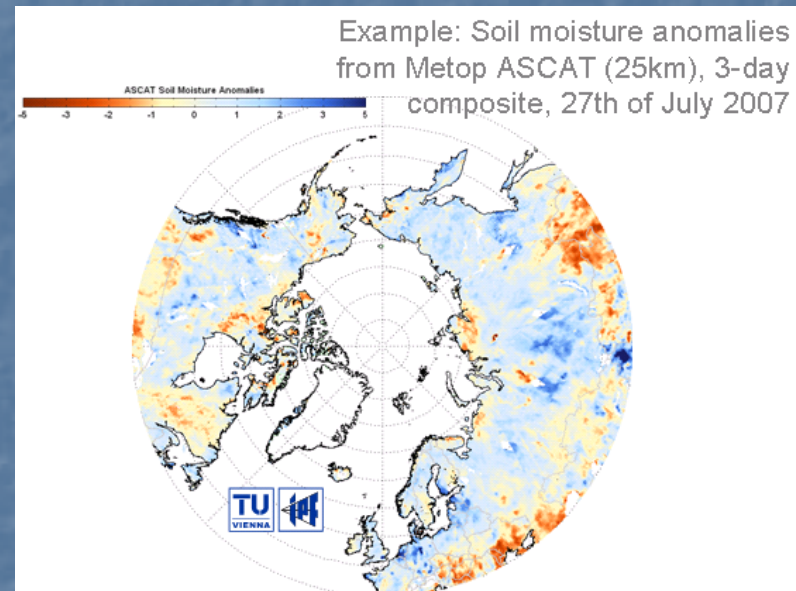 Example: Soil moisture anomalies
from Metop ASCAT (25km), 3-day
composite, 27th of July 2007
ASCAT Soil Moisture Anomalies
-5 -3 -2 -1 0 1 2 3 5
TU
VIENNA
ipf